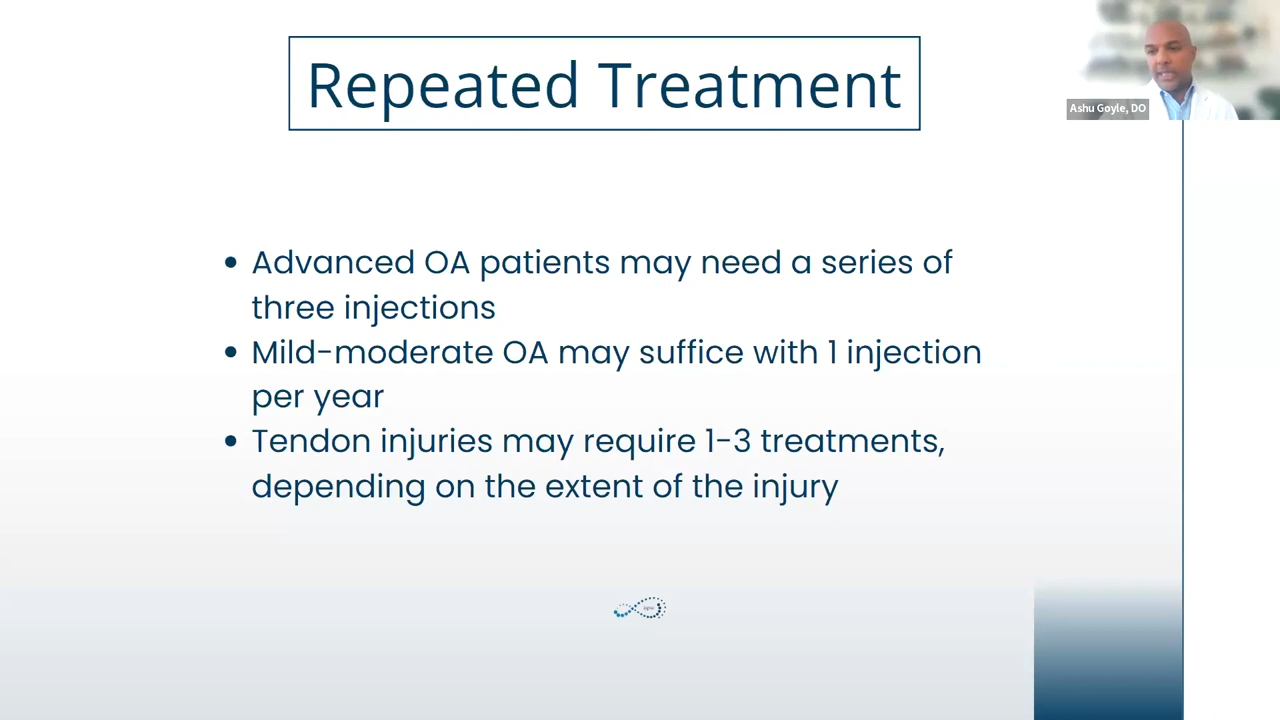 Repeated Treatment
Ashu Goyle, DO
• Advanced OA patients may need a series of
three injections
• Mild-moderate OA may suffice with 1 injection
per year
• Tendon injuries may require 1-3 treatments,
depending on the extent of the injury